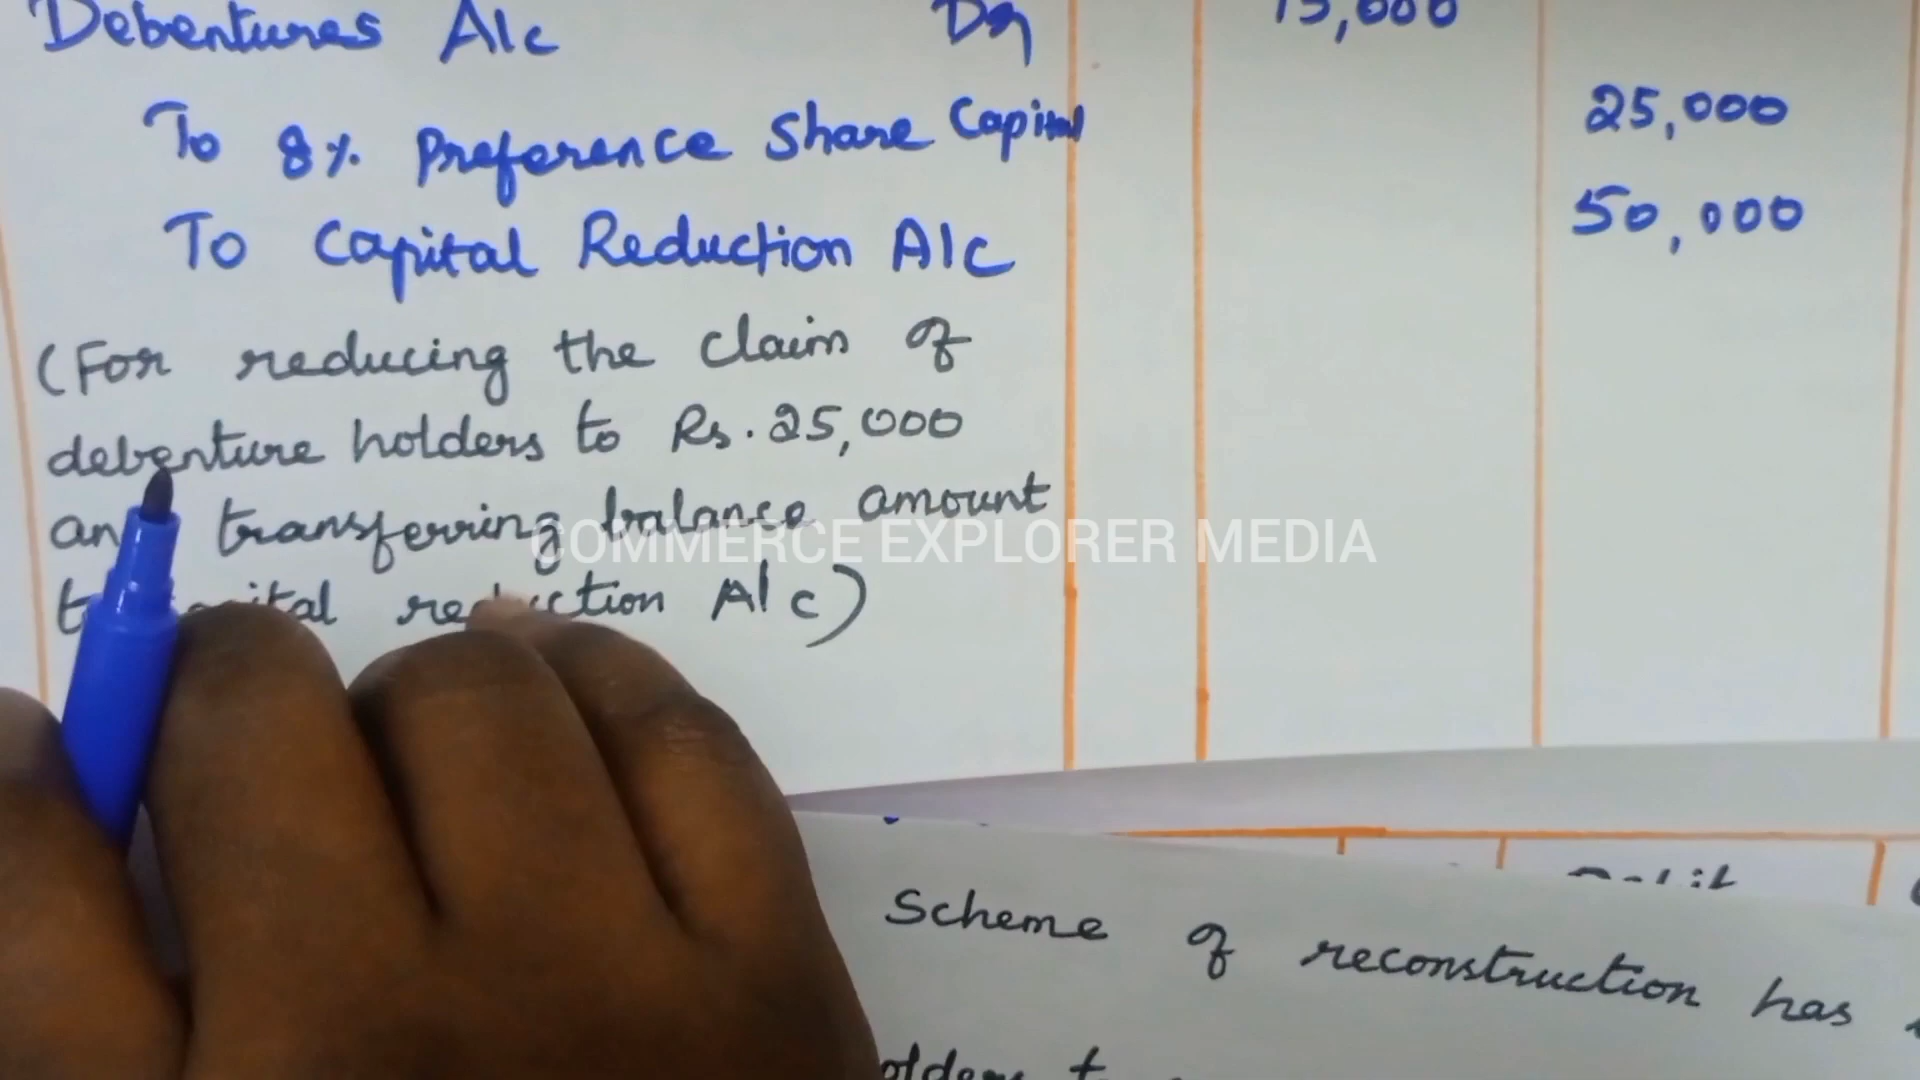 Debentures A/c Dr
25,000
To 8% Preference Share Capital
50,000
To Capital Reduction A/c
(For reducing the claim of
debenture holders to Rs. 25,000
transferring balance amount
reduction A/c)
COMMERCE EXPLORER MEDIA
Scheme of reconstruction has